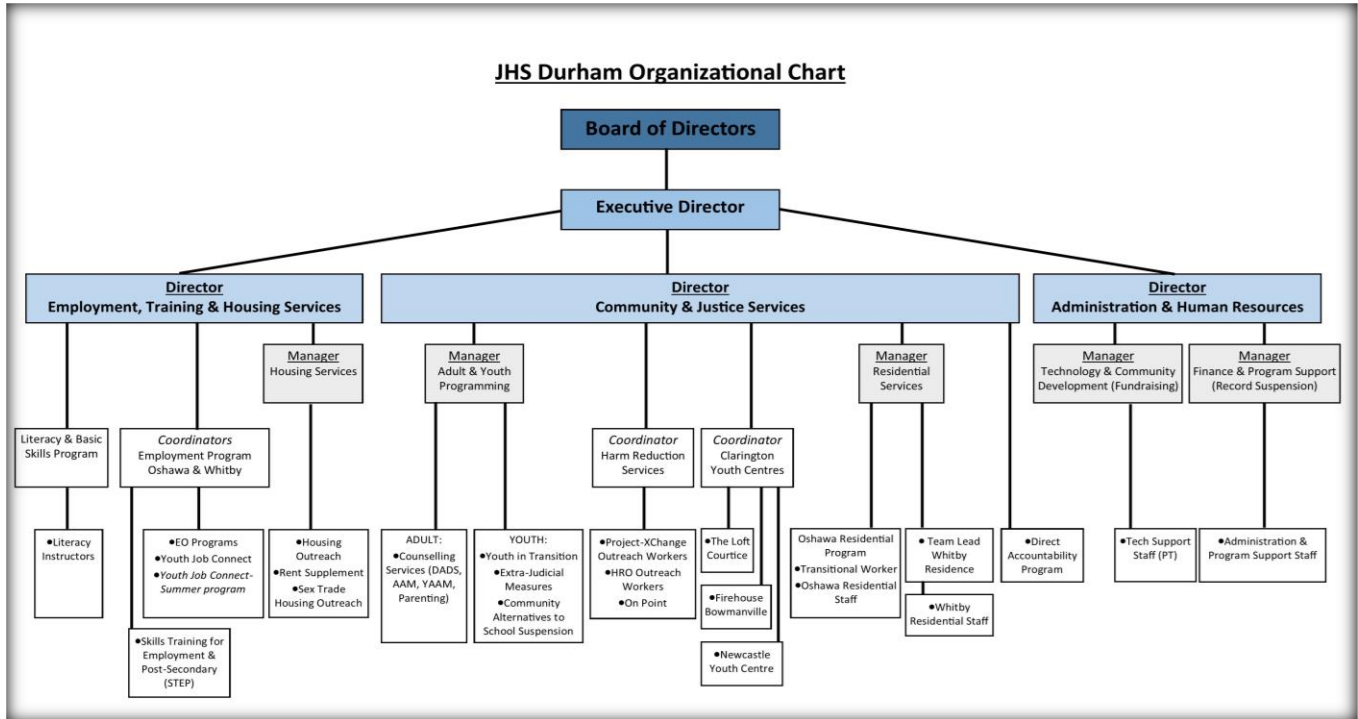 JHS Durham Organizational Chart
Board of Directors
Executive Director
Director
Employment, Training & Housing Services
Director
Community & Justice Services
Director
Administration & Human Resources
Manager
Housing Services
Manager
Adult & Youth
Programming
Manager
Residential
Services
Manager
Technology & Community
Development (Fundraising)
Manager
Finance & Program Support
(Record Suspension)
Literacy & Basic
Skills Program
Coordinators
Employment Program
Oshawa & Whitby
Coordinator
Harm Reduction
Services
Coordinator
Clarington
Youth Centres
•Literacy
Instructors
•EO Programs
•Youth Job Connect
•Youth Job Connect-
Summer program
•Housing
Outreach
•Rent Supplement
•Sex Trade
Housing Outreach
ADULT:
•Counselling
Services (DADS,
AAM, YAAM,
Parenting)
YOUTH:
•Youth in Transition
•Extra-Judicial
Measures
•Community
Alternatives to
School Suspension
•Project-XChange
Outreach Workers
•HRO Outreach
Workers
•On Point
•The Loft
Courtice
•Firehouse
Bowmanville
•Newcastle
Youth Centre
Oshawa Residential
Program
•Transitional Worker
•Oshawa Residential
Staff
•Team Lead
Whitby
Residence
•Whitby
Residential Staff
•Direct
Accountability
Program
•Tech Support
Staff (PT)
•Administration &
Program Support Staff
•Skills Training for
Employment &
Post-Secondary
(STEP)